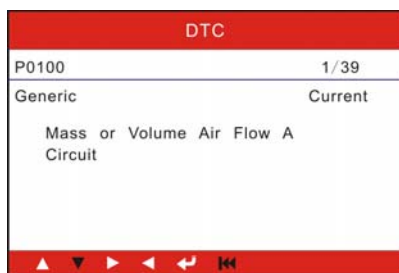 DTC
P0100 1/39
Generic Current
Mass or Volume Air Flow A
Circuit